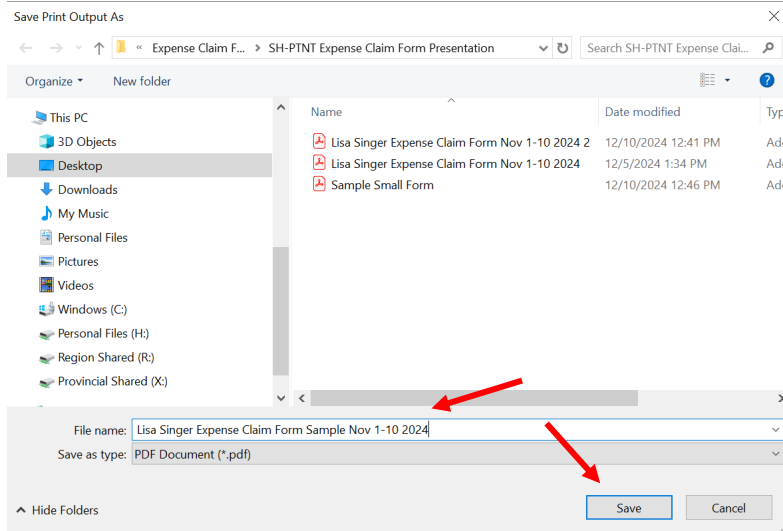 Save Print Output As
« Expense Claim F... > SH-PTNT Expense Claim Form Presentation
Search SH-PTNT Expense Clai...
Organize
New folder
?
Name
Date modified
This PC
3D Objects
Desktop
Downloads
My Music
Personal Files
Pictures
Videos
Windows (C:)
Personal Files (H:)
Region Shared (R:)
Provincial Shared (X:)
Lisa Singer Expense Claim Form Nov 1-10 2024 2 12/10/2024 12:41 PM
Lisa Singer Expense Claim Form Nov 1-10 2024 12/5/2024 1:34 PM
Sample Small Form 12/10/2024 12:46 PM
File name: Lisa Singer Expense Claim Form Sample Nov 1-10 2024
Save as type: PDF Document (*.pdf)
Hide Folders
Save
Cancel